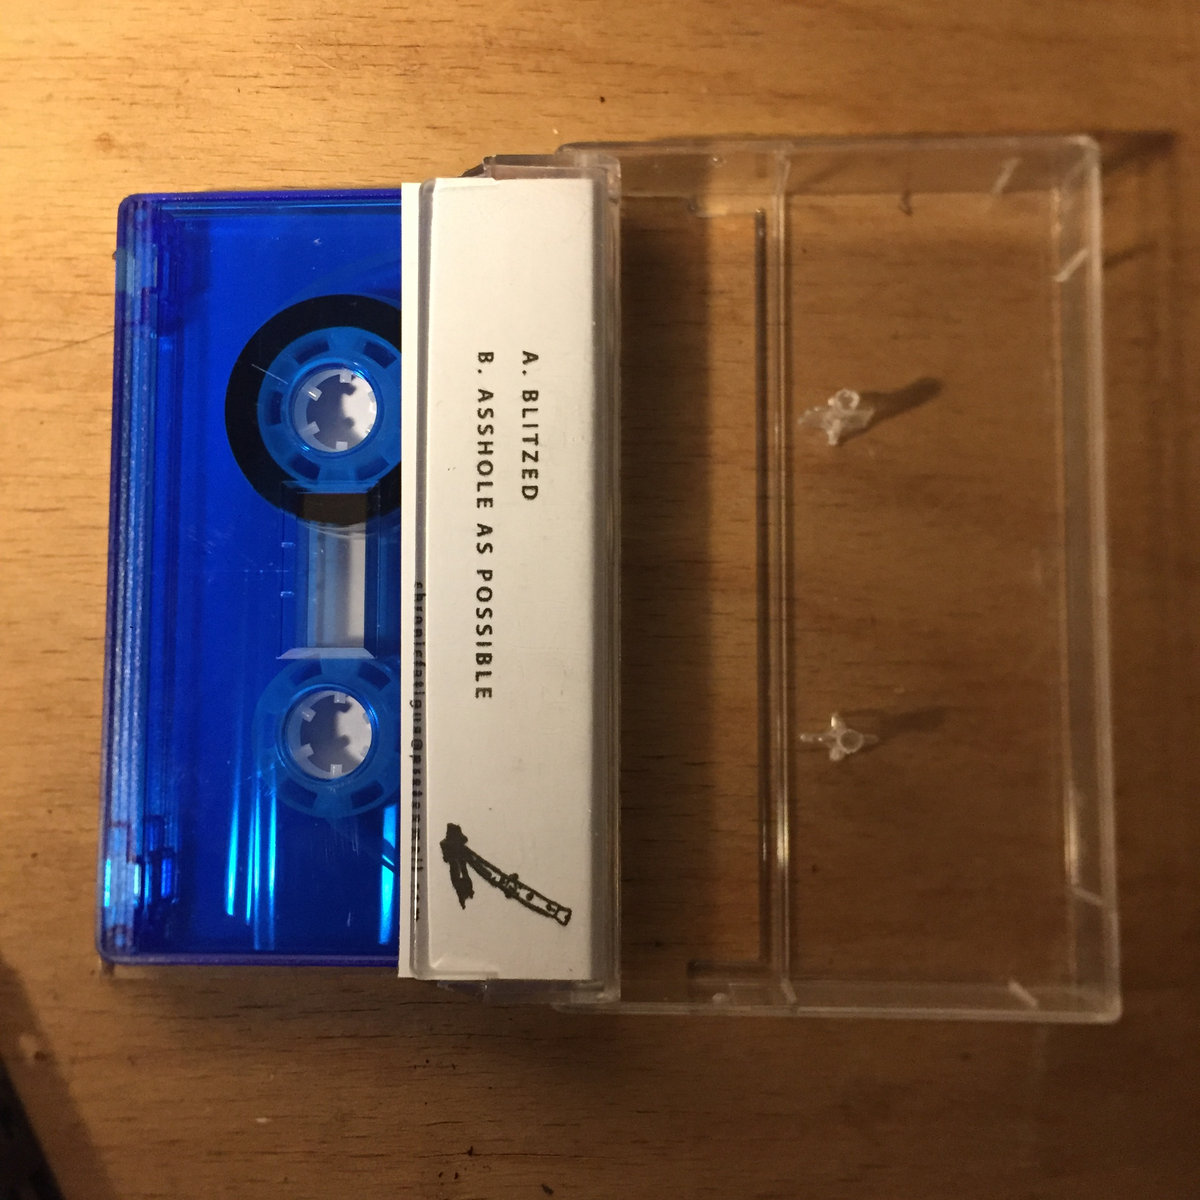 A. BLITZED
B. ASSHOLE AS POSSIBLE